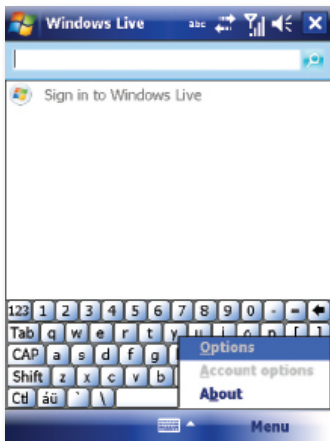 Windows Live
abc
Sign in to Windows Live
123 1 2 3 4 5 6 7 8 9 0 - =
Tab q w e r t y u i o p [ ]
CAP a s d f g
Shift z x c v b
Ctl áü ` \
Options
Account options
About
Menu